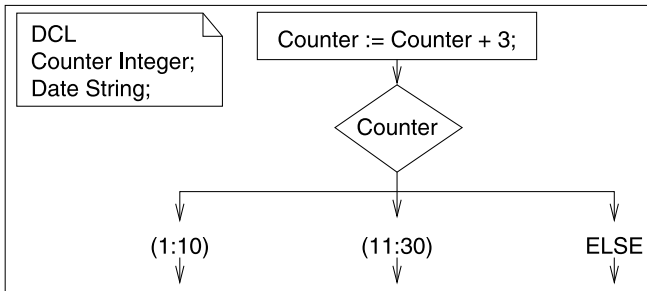 DCL
Counter Integer;
Date String;
Counter := Counter + 3;
Counter
(1:10)
(11:30)
ELSE